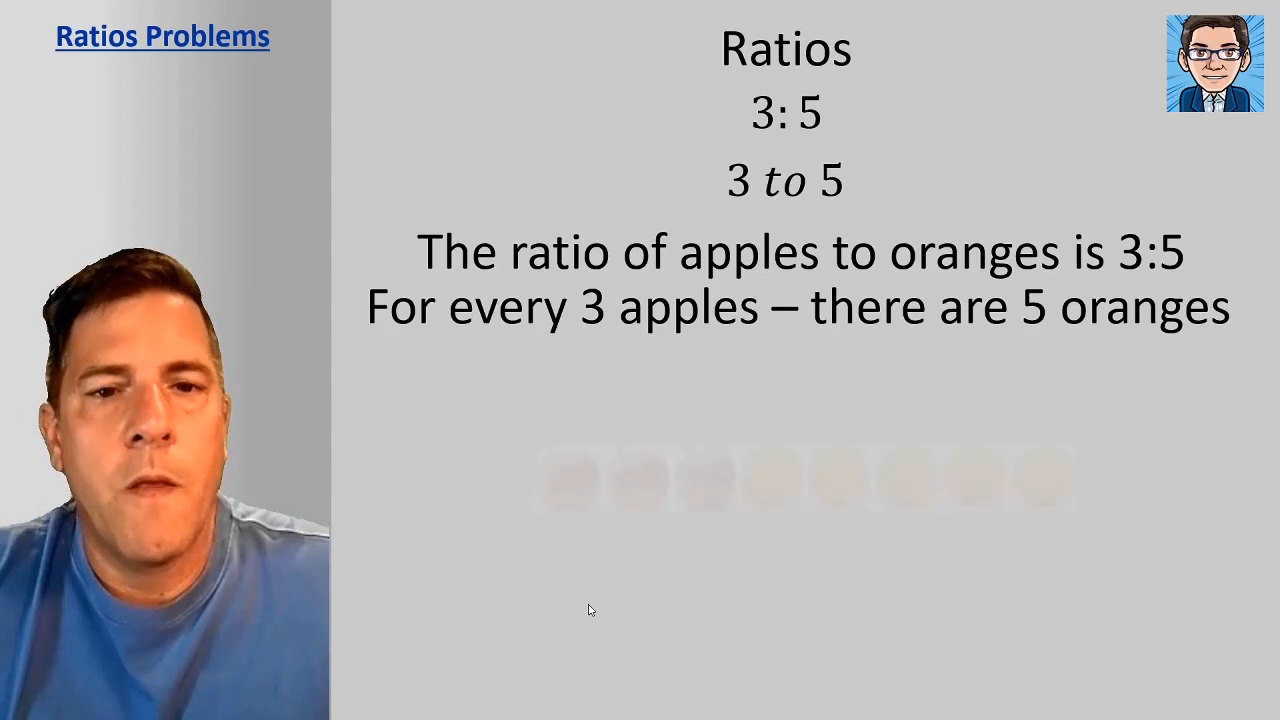 Ratios Problems
Ratios
3: 5
3 to 5
The ratio of apples to oranges is 3:5
For every 3 apples – there are 5 oranges